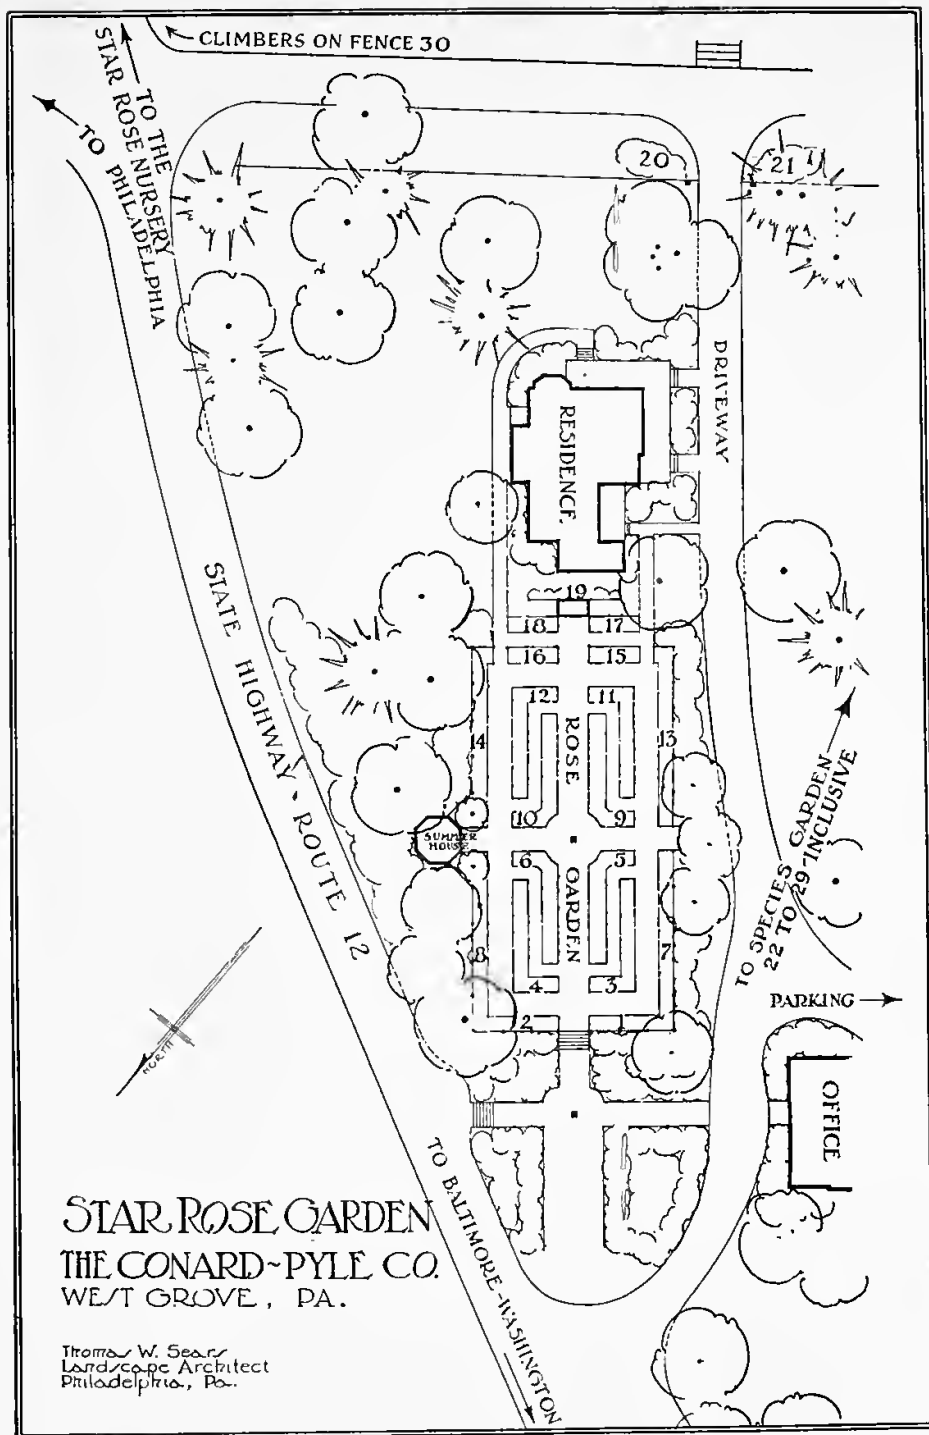 CLIMBERS ON FENCE 30
TO THE
STAR ROSE NURSERY
TO PHILADELPHIA
20
21
DRIVEWAY
RESIDENCE
19
18
17
16
15
12
11
14
ROSE
13
10
9
SUMMER
HOUSE
6
5
GARDEN
8
7
4
3
2
STATE HIGHWAY - ROUTE 12
TO SPECIES GARDEN
22 TO 29 - INCLUSIVE
PARKING
OFFICE
NORTH
TO BALTIMORE - WASHINGTON
STAR ROSE GARDEN
THE CONARD ~ PYLE CO.
WEST GROVE, PA.
Thomas W. Sears
Landscape Architect
Philadelphia, Pa.